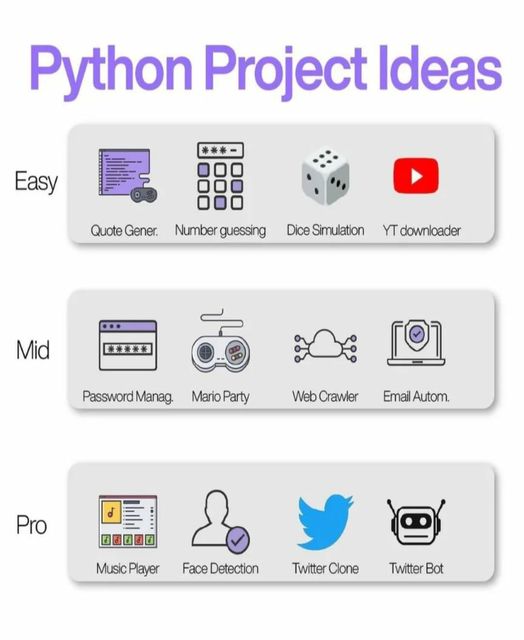 Python Project Ideas
Easy
Quote Gener. Number guessing Dice Simulation YT downloader
Mid
Password Manag. Mario Party Web Crawler Email Autom.
Pro
Music Player Face Detection Twitter Clone Twitter Bot